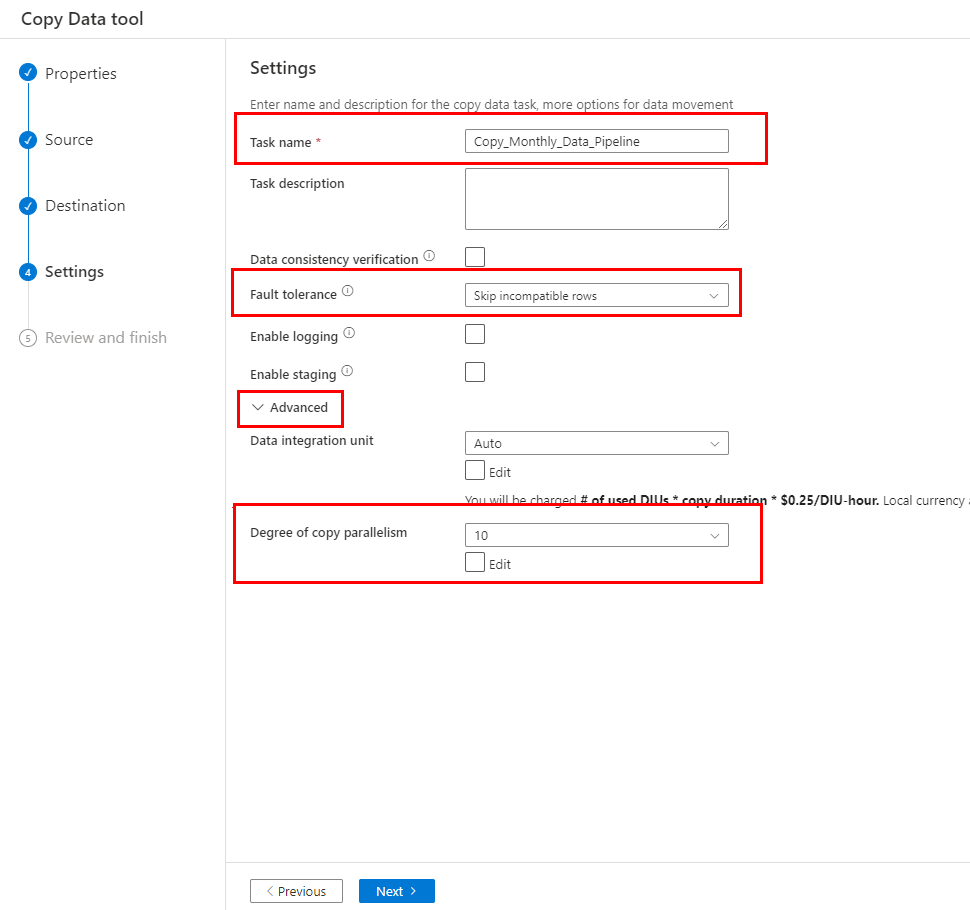 Copy Data tool
Properties
Source
Destination
4 Settings
5 Review and finish
Settings
Enter name and description for the copy data task, more options for data movement
Task name * Copy_Monthly_Data_Pipeline
Task description
Data consistency verification
Fault tolerance Skip incompatible rows
Enable logging
Enable staging
Advanced
Data integration unit Auto
Edit
You will be charged # of used DIUs * copy duration * $0.25/DIU-hour. Local currency
Degree of copy parallelism 10
Edit
Previous Next